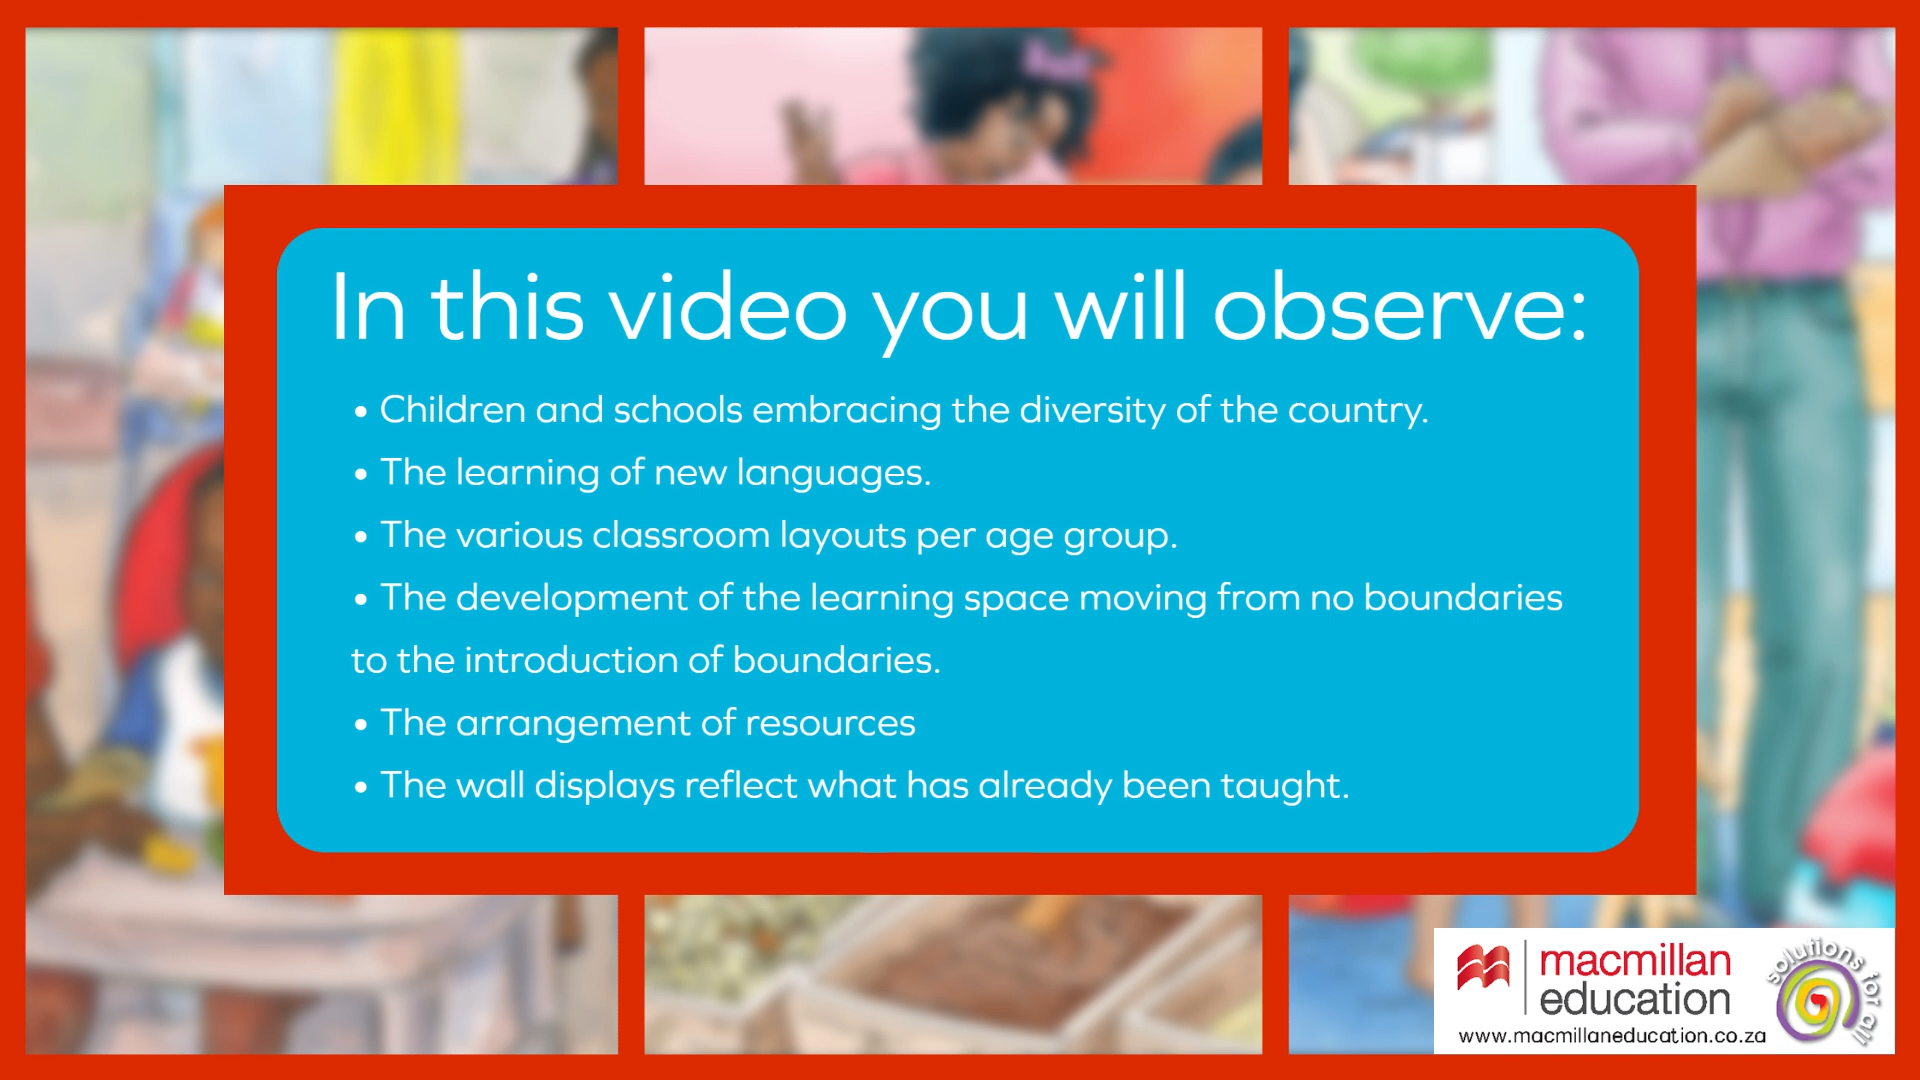 In this video you will observe:
• Children and schools embracing the diversity of the country.
• The learning of new languages.
• The various classroom layouts per age group.
• The development of the learning space moving from no boundaries
to the introduction of boundaries.
• The arrangement of resources
• The wall displays reflect what has already been taught.
macmillan
education
www.macmillaneducation.co.za
solutions for all